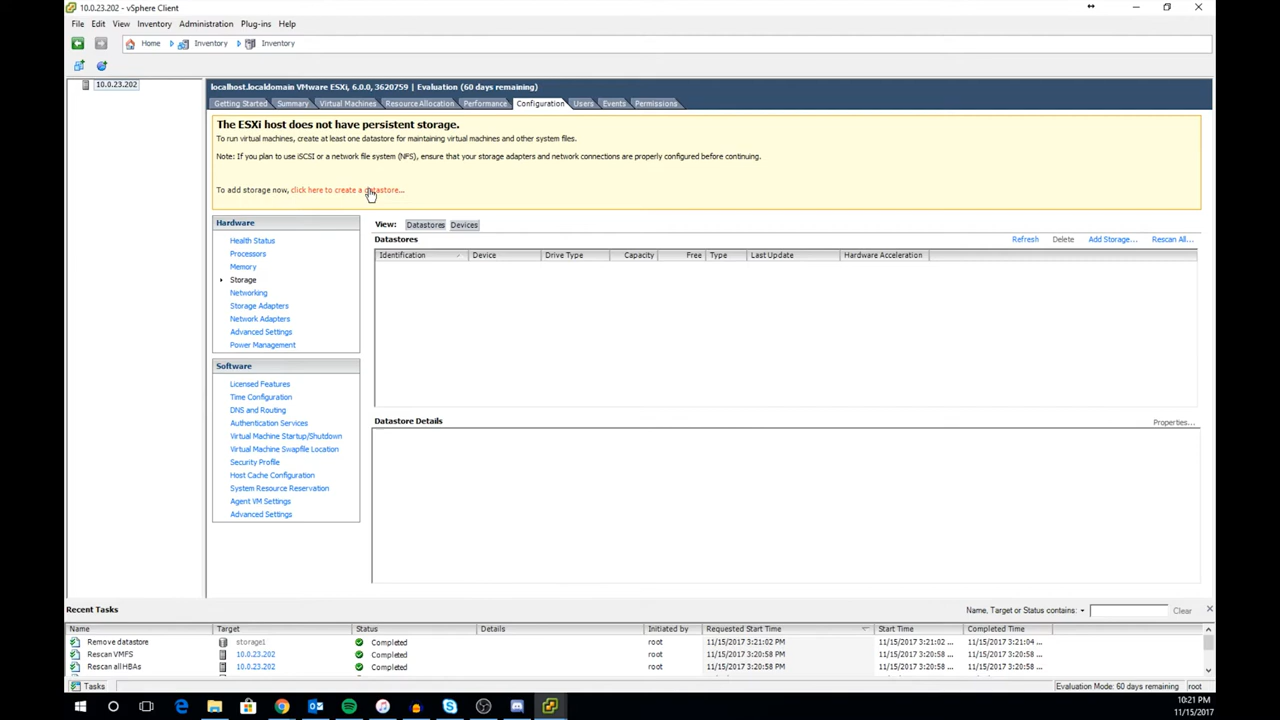 10.0.23.202 - vSphere Client
File Edit View Inventory Administration Plug-ins Help
Home Inventory Inventory
10.0.23.202
localhost.localdomain VMware ESXi, 6.0.0, 3620759 | Evaluation (60 days remaining)
Getting Started Summary Virtual Machines Resource Allocation Performance Configuration Users Events Permissions
The ESXi host does not have persistent storage.
To run virtual machines, create at least one datastore for maintaining virtual machines and other system files.
Note: If you plan to use iSCSI or a network file system (NFS), ensure that your storage adapters and network connections are properly configured before continuing.
To add storage now, click here to create a datastore...
Hardware
Health Status
Processors
Memory
Storage
Networking
Storage Adapters
Network Adapters
Advanced Settings
Power Management
Software
Licensed Features
Time Configuration
DNS and Routing
Authentication Services
Virtual Machine Startup/Shutdown
Virtual Machine Swapfile Location
Security Profile
Host Cache Configuration
System Resource Reservation
Agent VM Settings
Advanced Settings
View: Datastores Devices
Datastores Refresh Delete Add Storage... Rescan All...
Identification Device Drive Type Capacity Free Type Last Update Hardware Acceleration
Datastore Details Properties...
Recent Tasks Name, Target or Status contains: Clear
Name Target Status Details Initiated by Requested Start Time Start Time Completed Time
Remove datastore storage1 Completed root 11/15/2017 3:21:02 PM 11/15/2017 3:21:02 ... 11/15/2017 3:21:04 ...
Rescan VMFS 10.0.23.202 Completed root 11/15/2017 3:20:58 PM 11/15/2017 3:20:58 ... 11/15/2017 3:20:58 ...
Rescan all HBAs 10.0.23.202 Completed root 11/15/2017 3:20:58 PM 11/15/2017 3:20:58 ... 11/15/2017 3:20:58 ...
Tasks Evaluation Mode: 60 days remaining root
10:21 PM
11/15/2017